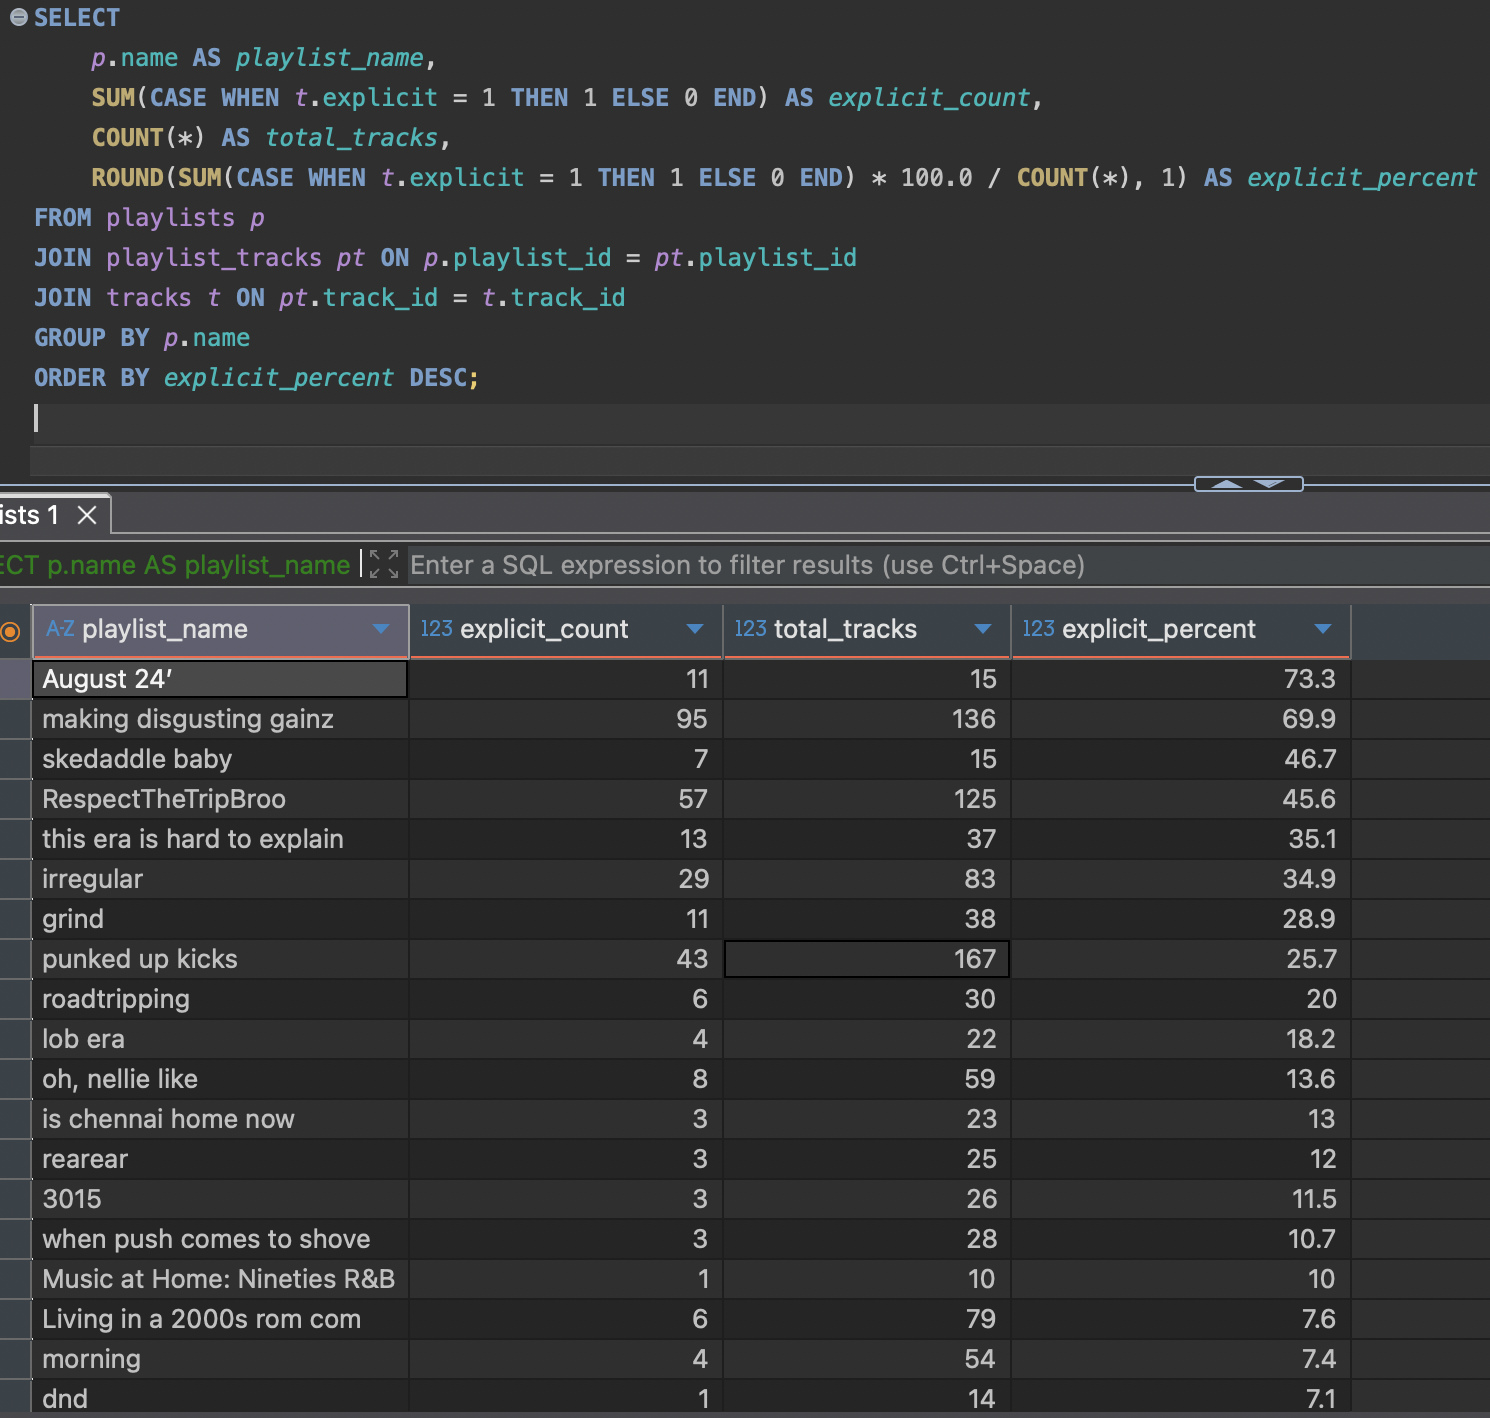 SELECT
p.name AS playlist_name,
SUM(CASE WHEN t.explicit = 1 THEN 1 ELSE 0 END) AS explicit_count,
COUNT(*) AS total_tracks,
ROUND(SUM(CASE WHEN t.explicit = 1 THEN 1 ELSE 0 END) * 100.0 / COUNT(*), 1) AS explicit_percent
FROM playlists p
JOIN playlist_tracks pt ON p.playlist_id = pt.playlist_id
JOIN tracks t ON pt.track_id = t.track_id
GROUP BY p.name
ORDER BY explicit_percent DESC;
ists 1
ECT p.name AS playlist_name Enter a SQL expression to filter results (use Ctrl+Space)
A-Z playlist_name 123 explicit_count 123 total_tracks 123 explicit_percent
August 24’ 11 15 73.3
making disgusting gainz 95 136 69.9
skedaddle baby 7 15 46.7
RespectTheTripBroo 57 125 45.6
this era is hard to explain 13 37 35.1
irregular 29 83 34.9
grind 11 38 28.9
punked up kicks 43 167 25.7
roadtripping 6 30 20
lob era 4 22 18.2
oh, nellie like 8 59 13.6
is chennai home now 3 23 13
rearear 3 25 12
3015 3 26 11.5
when push comes to shove 3 28 10.7
Music at Home: Nineties R&B 1 10 10
Living in a 2000s rom com 6 79 7.6
morning 4 54 7.4
dnd 1 14 7.1